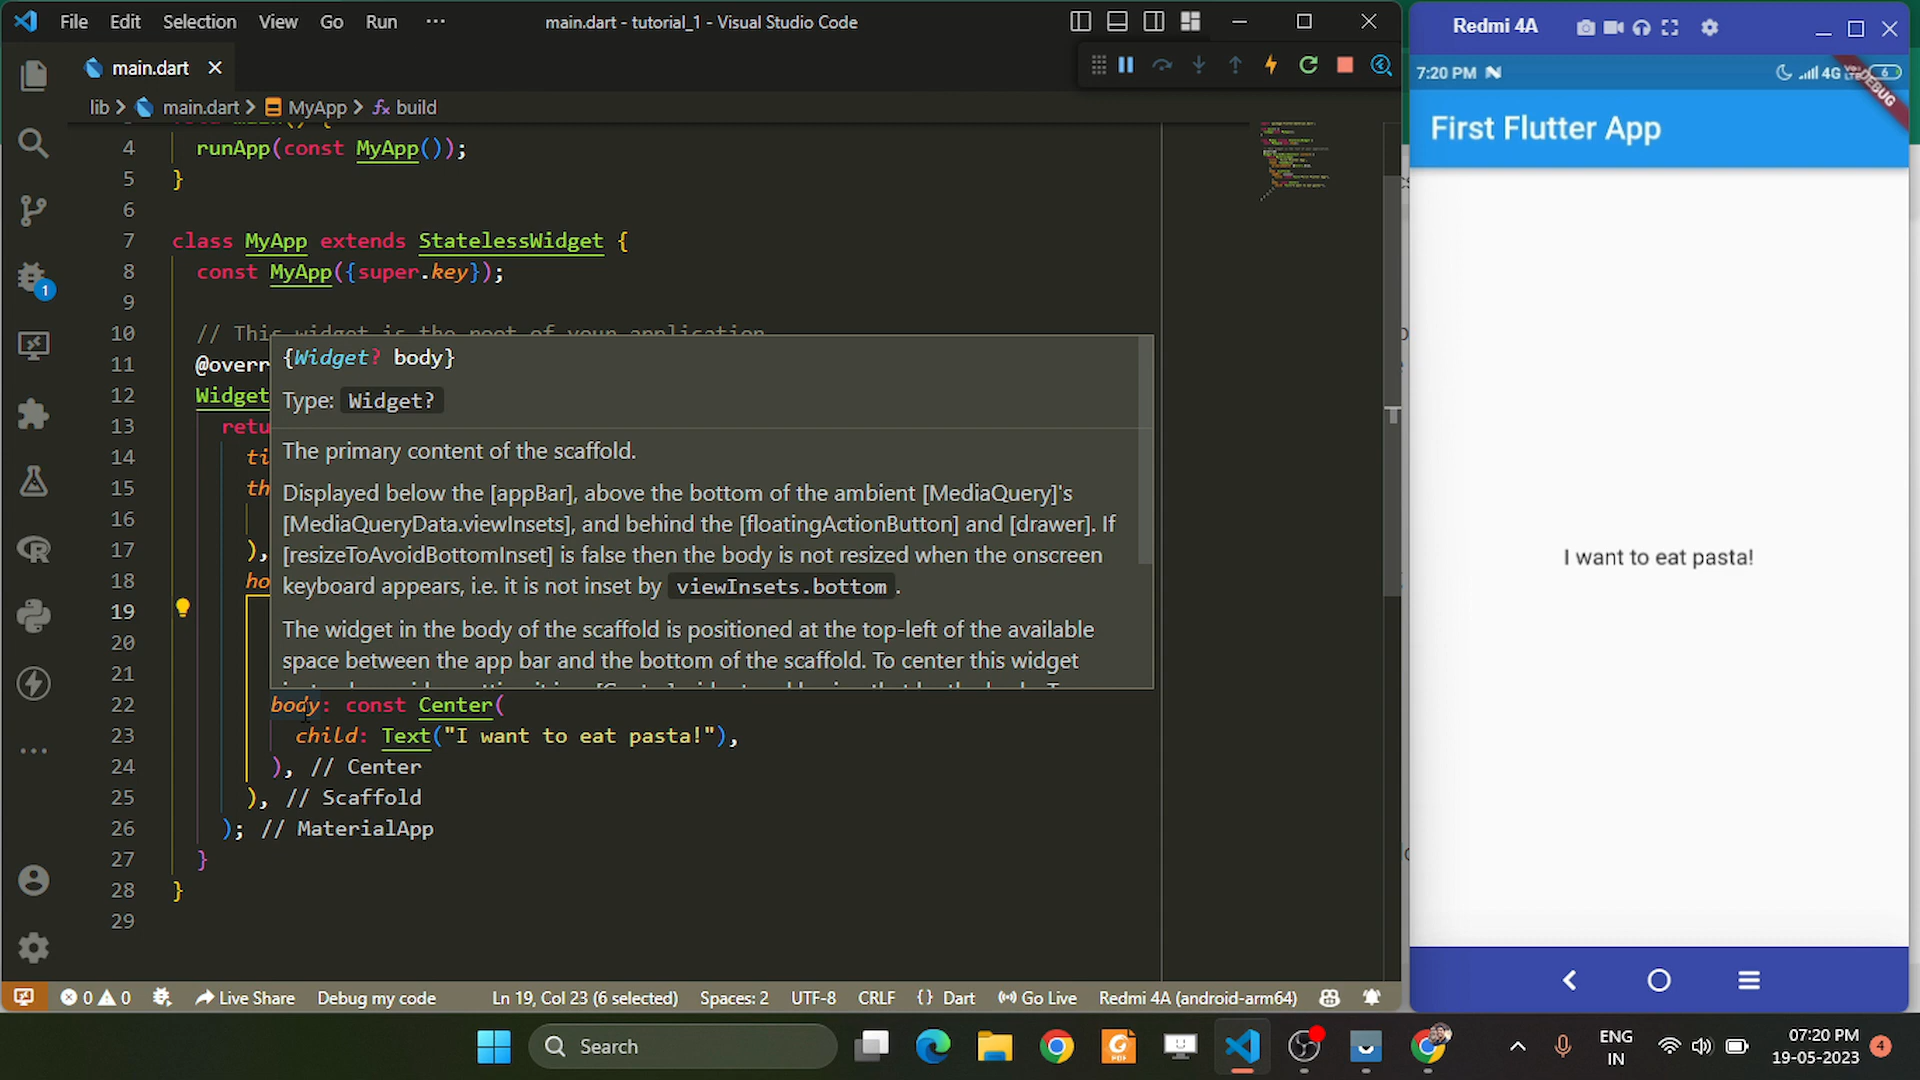 File Edit Selection View Go Run ··· main.dart - tutorial_1 - Visual Studio Code
main.dart
lib > main.dart > MyApp > build
4 runApp(const MyApp());
5 }
6
7 class MyApp extends StatelessWidget {
8 const MyApp({super.key});
9
10 // This widget is the root of your application
11 @overr
12 Widget
13 retu
14 ti
15 th
16
17 ),
18 ho
19
20
21
{Widget? body}
Type: Widget?
The primary content of the scaffold.
Displayed below the [appBar], above the bottom of the ambient [MediaQuery]'s
[MediaQueryData.viewInsets], and behind the [floatingActionButton] and [drawer]. If
[resizeToAvoidBottomInset] is false then the body is not resized when the onscreen
keyboard appears, i.e. it is not inset by viewInsets.bottom.
The widget in the body of the scaffold is positioned at the top-left of the available
space between the app bar and the bottom of the scaffold. To center this widget
22 body: const Center(
23 child: Text("I want to eat pasta!"),
24 ), // Center
25 ), // Scaffold
26 ); // MaterialApp
27 }
28 }
29
1
0 0 Live Share Debug my code Ln 19, Col 23 (6 selected) Spaces: 2 UTF-8 CRLF {} Dart Go Live Redmi 4A (android-arm64)
Redmi 4A
7:20 PM 4G 6
DEBUG
First Flutter App
I want to eat pasta!
Search
ENG
IN
07:20 PM
19-05-2023
4